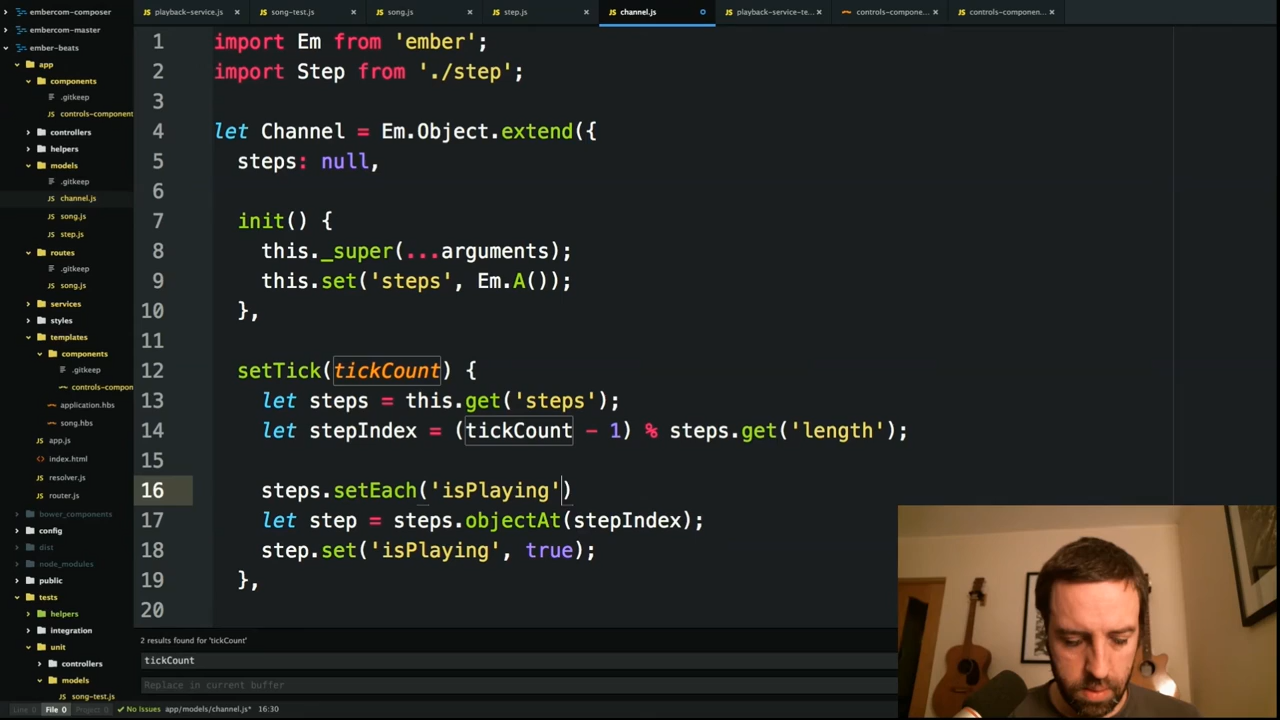 embercom-composer
embercom-master
ember-beats
app
components
.gitkeep
controls-component
controllers
helpers
models
.gitkeep
channel.js
song.js
step.js
routes
.gitkeep
song.js
services
styles
templates
components
.gitkeep
controls-compon
application.hbs
song.hbs
app.js
index.html
resolver.js
router.js
bower_components
config
dist
node_modules
public
tests
helpers
integration
unit
controllers
models
song-test.js
playback-service.js
song-test.js
song.js
step.js
channel.js
playback-service-te...
controls-compone...
controls-componen...
1 import Em from 'ember';
2 import Step from './step';
3
4 let Channel = Em.Object.extend({
5 steps: null,
6
7 init() {
8 this._super(...arguments);
9 this.set('steps', Em.A());
10 },
11
12 setTick(tickCount) {
13 let steps = this.get('steps');
14 let stepIndex = (tickCount - 1) % steps.get('length');
15
16 steps.setEach('isPlaying')
17 let step = steps.objectAt(stepIndex);
18 step.set('isPlaying', true);
19 },
20
2 results found for 'tickCount'
tickCount
Replace in current buffer
Line 0 File 0 Project 0 No Issues app/models/channel.js* 16:30